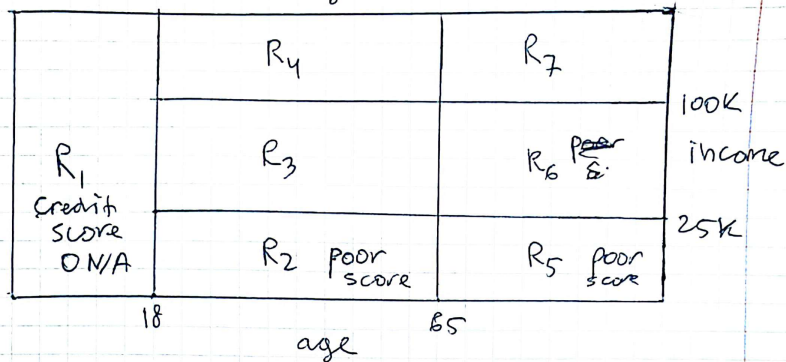 R4
R7
100K
R1
R3
R6
income
credit
score
0 N/A
25K
R2 poor
score
R5 poor
score
18
65
age